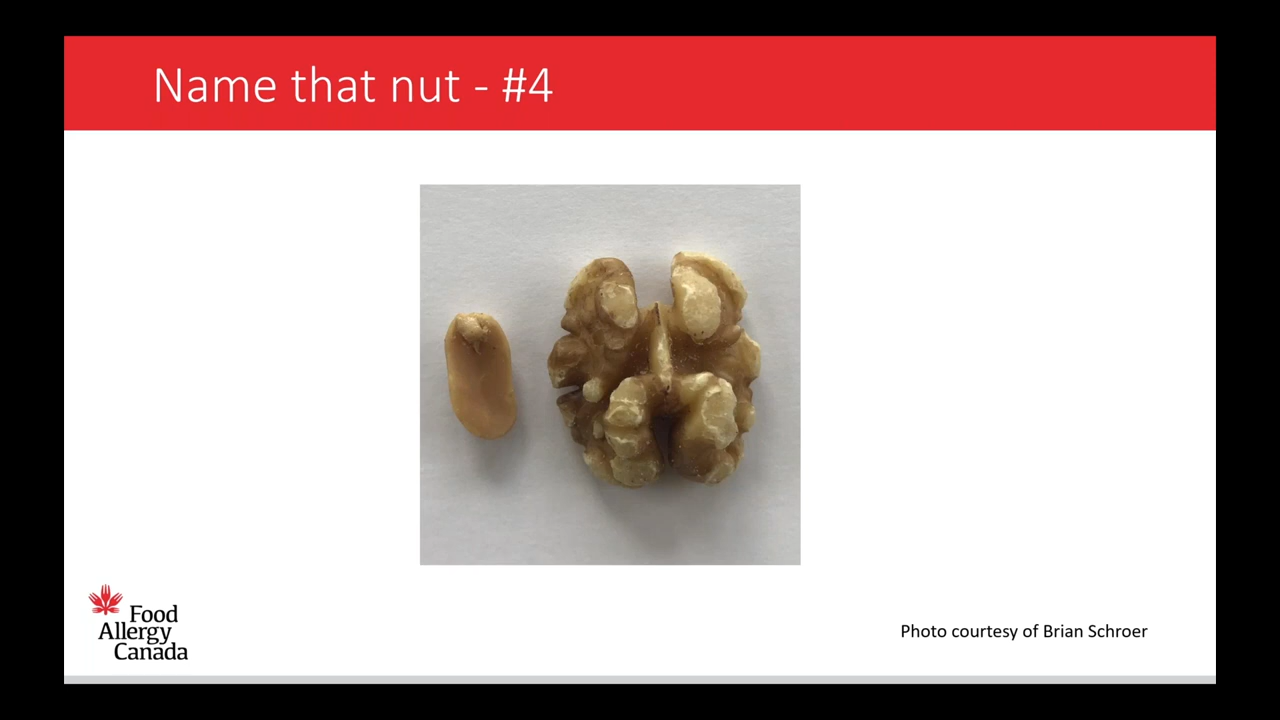 Name that nut - #4
Food
Allergy
Canada
Photo courtesy of Brian Schroer